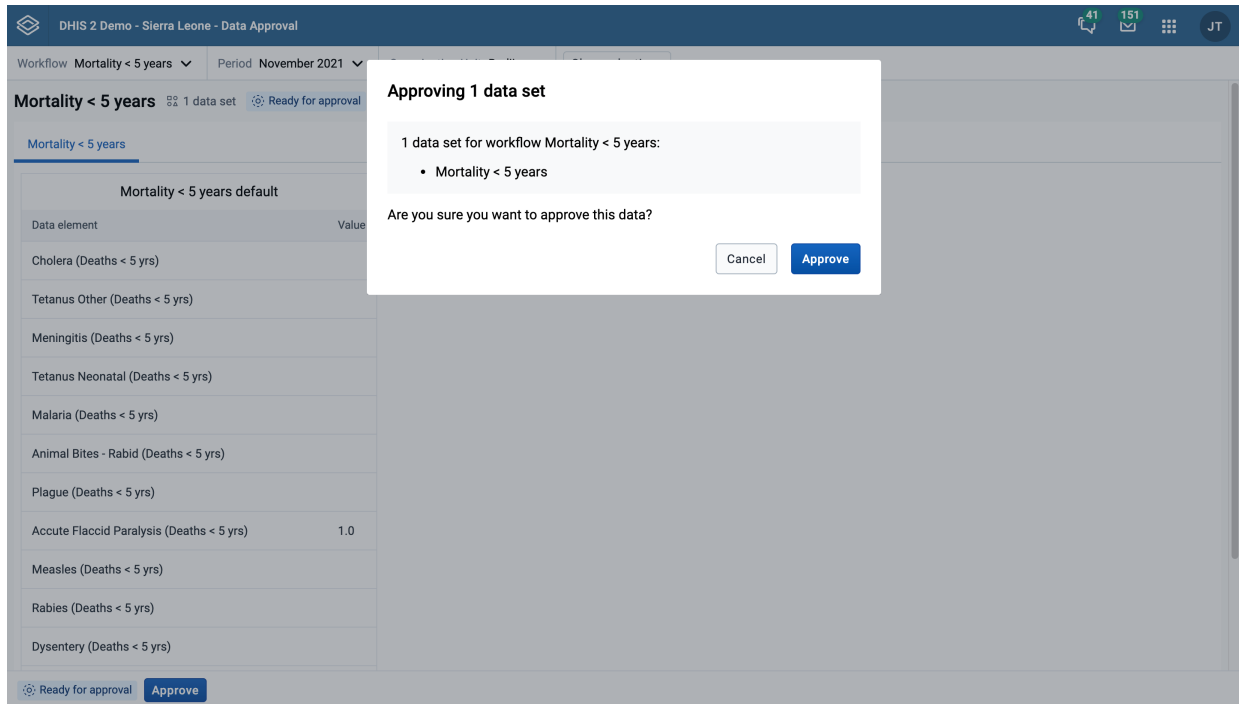 DHIS 2 Demo - Sierra Leone - Data Approval
41
151
JT
Workflow Mortality < 5 years
Period November 2021
Mortality < 5 years
1 data set
Ready for approval
Mortality < 5 years
Mortality < 5 years default
Data element Value
Cholera (Deaths < 5 yrs)
Tetanus Other (Deaths < 5 yrs)
Meningitis (Deaths < 5 yrs)
Tetanus Neonatal (Deaths < 5 yrs)
Malaria (Deaths < 5 yrs)
Animal Bites - Rabid (Deaths < 5 yrs)
Plague (Deaths < 5 yrs)
Accute Flaccid Paralysis (Deaths < 5 yrs) 1.0
Measles (Deaths < 5 yrs)
Rabies (Deaths < 5 yrs)
Dysentery (Deaths < 5 yrs)
Ready for approval
Approve
Approving 1 data set
1 data set for workflow Mortality < 5 years:
• Mortality < 5 years
Are you sure you want to approve this data?
Cancel
Approve